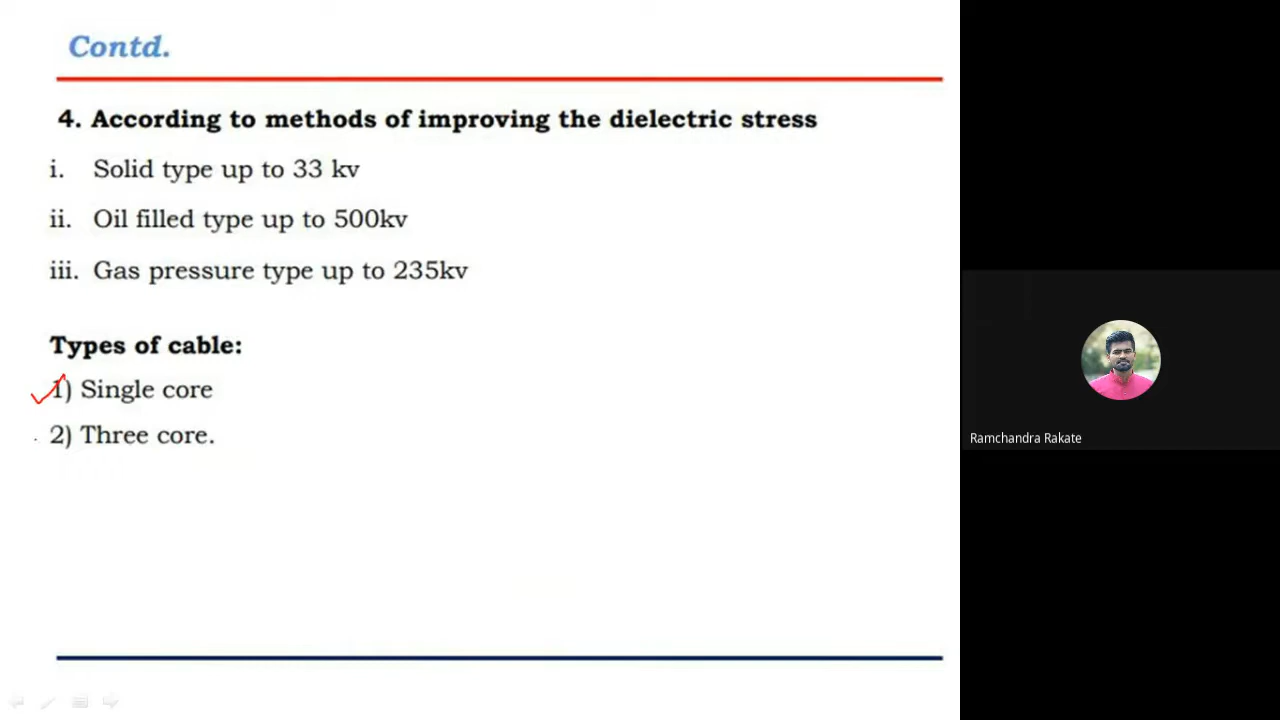 Contd.
4. According to methods of improving the dielectric stress
i. Solid type up to 33 kv
ii. Oil filled type up to 500kv
iii. Gas pressure type up to 235kv
Types of cable:
1) Single core
2) Three core.
Ramchandra Rakate